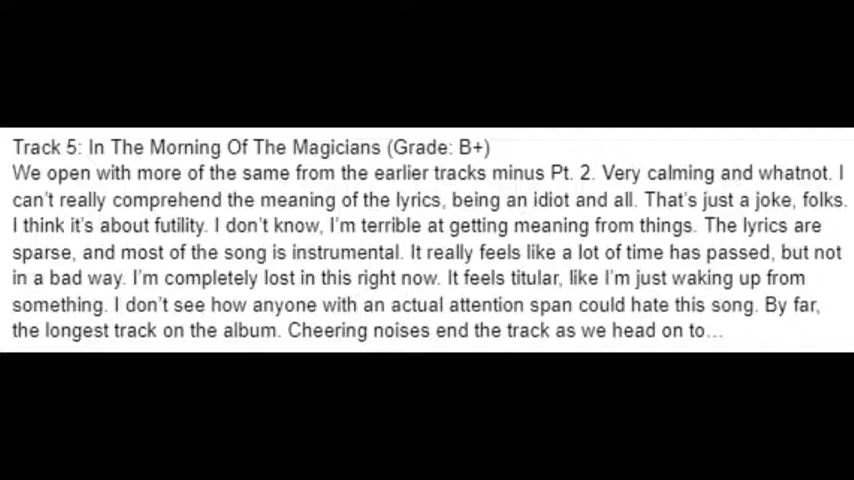 Track 5: In The Morning Of The Magicians (Grade: B+)
We open with more of the same from the earlier tracks minus Pt. 2. Very calming and whatnot. I
can't really comprehend the meaning of the lyrics, being an idiot and all. That's just a joke, folks.
I think it's about futility. I don't know, I'm terrible at getting meaning from things. The lyrics are
sparse, and most of the song is instrumental. It really feels like a lot of time has passed, but not
in a bad way. I'm completely lost in this right now. It feels titular, like I'm just waking up from
something. I don't see how anyone with an actual attention span could hate this song. By far,
the longest track on the album. Cheering noises end the track as we head on to...